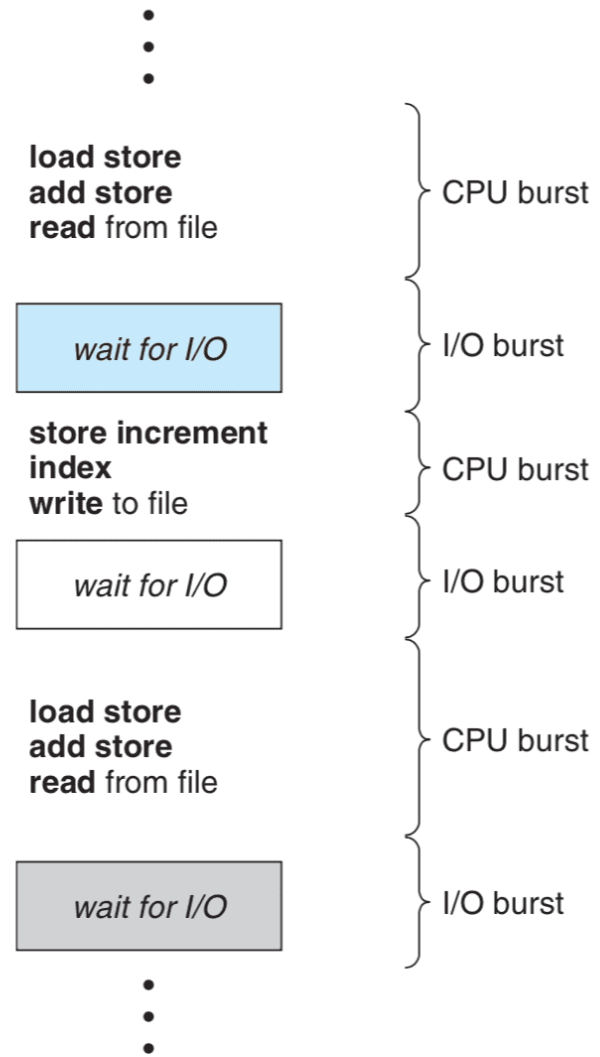 load store
add store
read from file
CPU burst
wait for I/O
I/O burst
store increment
index
write to file
CPU burst
wait for I/O
I/O burst
load store
add store
read from file
CPU burst
wait for I/O
I/O burst